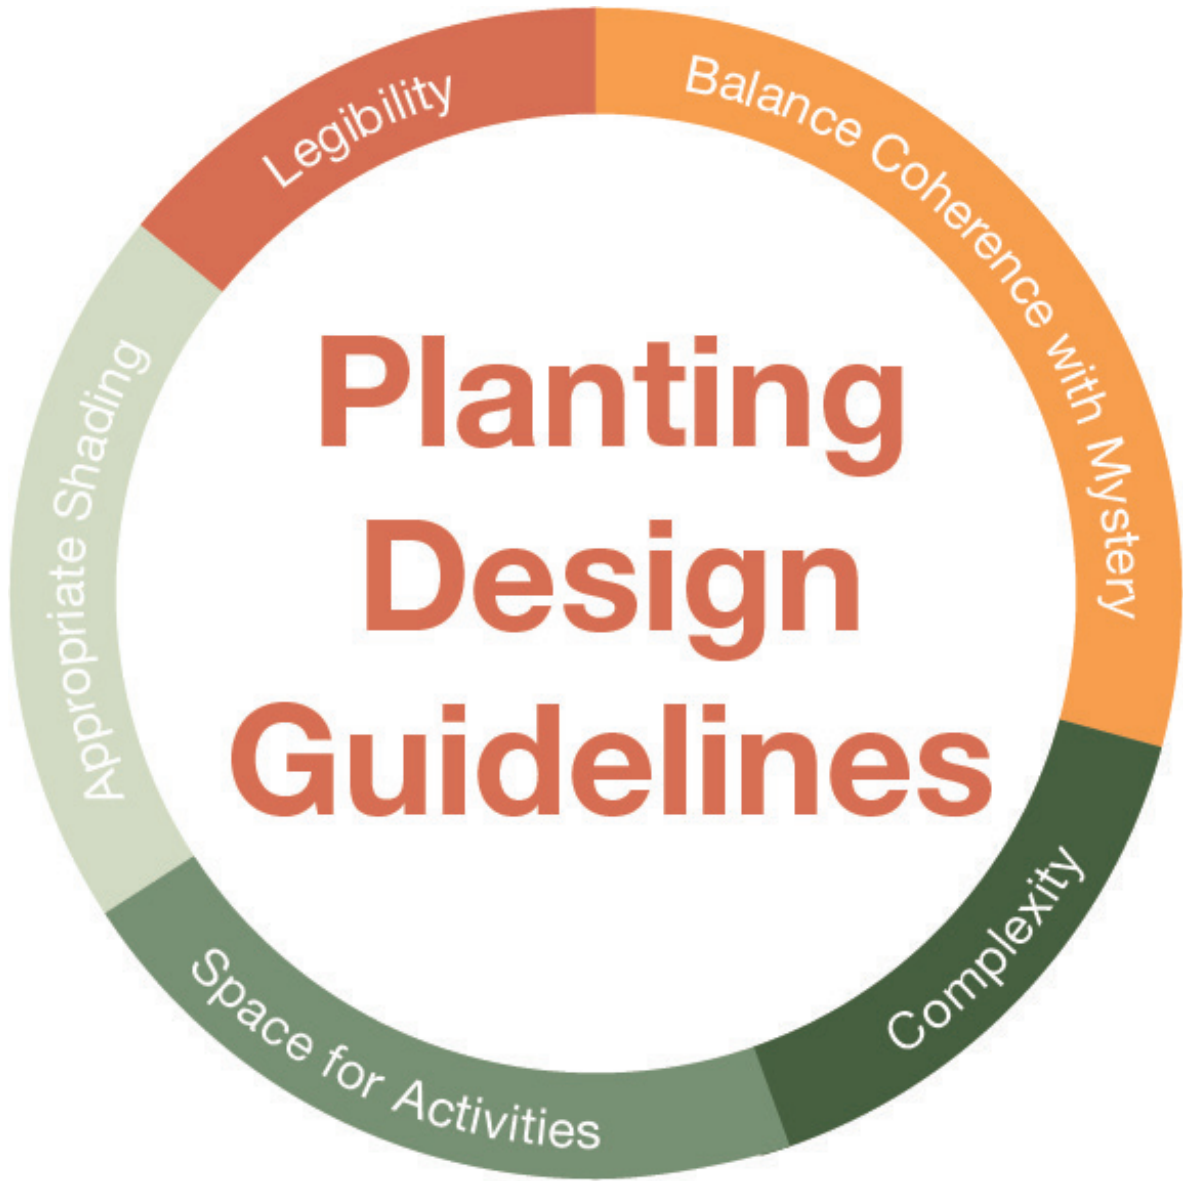 Planting
Design
Guidelines
Balance Coherence with Mystery
Complexity
Space for Activities
Appropriate Shading
Legibility